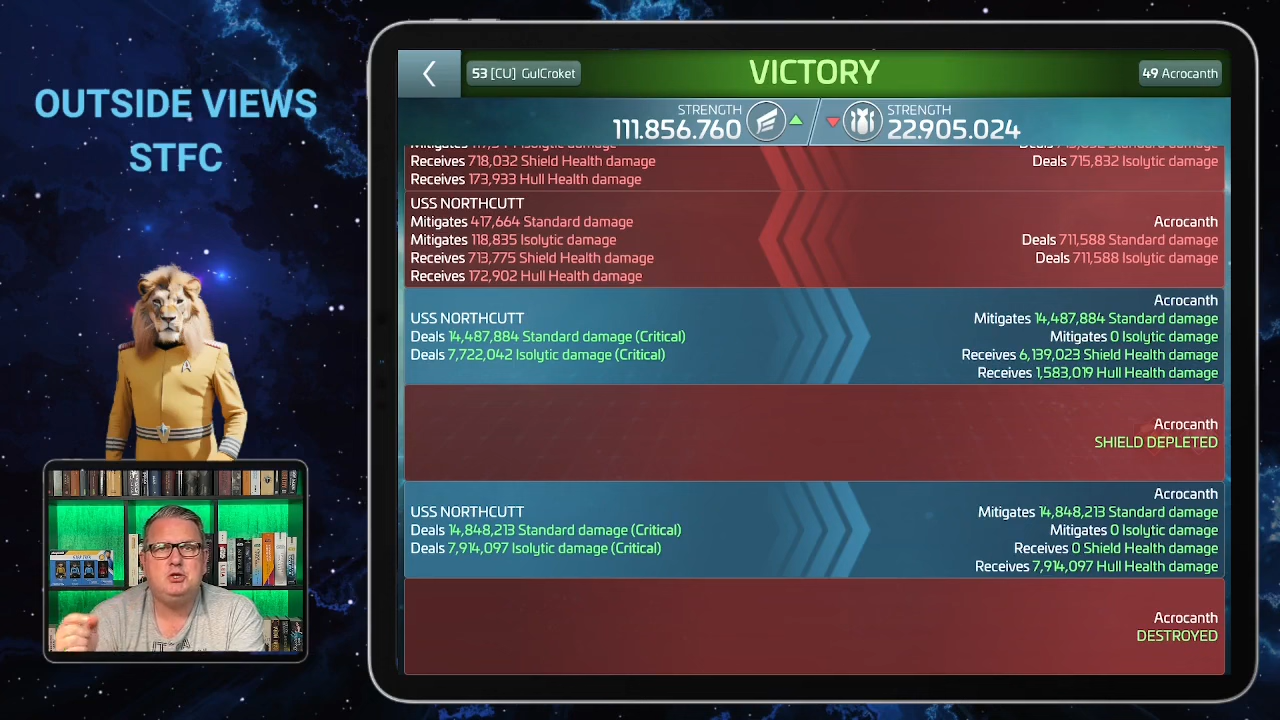 OUTSIDE VIEWS
STFC
53 [CU] GulCroket
VICTORY
49 Acrocanth
STRENGTH
111.856.760
STRENGTH
22.905.024
Receives 718,032 Shield Health damage
Receives 173,933 Hull Health damage
Deals 715,832 Isolytic damage
USS NORTHCUTT
Mitigates 417,664 Standard damage
Mitigates 118,835 Isolytic damage
Receives 713,775 Shield Health damage
Receives 172,902 Hull Health damage
Acrocanth
Deals 711,588 Standard damage
Deals 711,588 Isolytic damage
USS NORTHCUTT
Deals 14,487,884 Standard damage (Critical)
Deals 7,722,042 Isolytic damage (Critical)
Acrocanth
Mitigates 14,487,884 Standard damage
Mitigates 0 Isolytic damage
Receives 6,139,023 Shield Health damage
Receives 1,583,019 Hull Health damage
Acrocanth
SHIELD DEPLETED
USS NORTHCUTT
Deals 14,848,213 Standard damage (Critical)
Deals 7,914,097 Isolytic damage (Critical)
Acrocanth
Mitigates 14,848,213 Standard damage
Mitigates 0 Isolytic damage
Receives 0 Shield Health damage
Receives 7,914,097 Hull Health damage
Acrocanth
DESTROYED